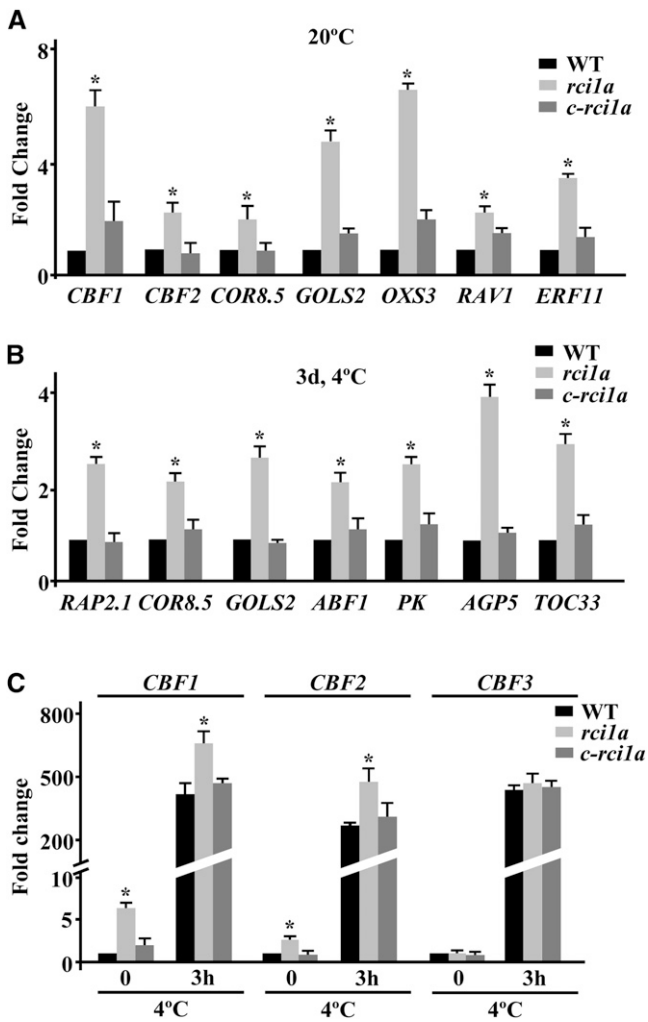 A
20ºC
WT
rci1a
c-rci1a
Fold Change
8
4
0
CBF1 CBF2 COR8.5 GOLS2 OXS3 RAV1 ERF11
* * * * * * *
B
3d, 4ºC
WT
rci1a
c-rci1a
Fold Change
4
2
0
RAP2.1 COR8.5 GOLS2 ABF1 PK AGP5 TOC33
* * * * * * *
C
CBF1 CBF2 CBF3
WT
rci1a
c-rci1a
Fold change
800
500
200
10
5
0
* * * *
0 3h 0 3h 0 3h
4ºC 4ºC 4ºC